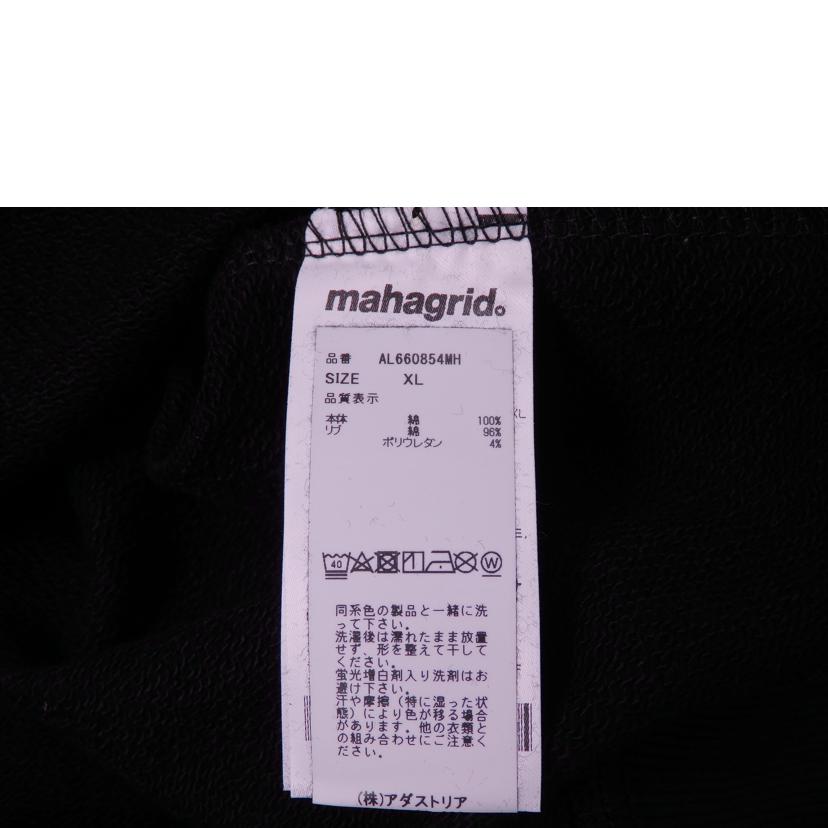 mahagrid.
品番 AL660854MH
SIZE XL
品質表示
本体 綿 100%
リブ 綿 96%
ポリウレタン 4%
XL
40
W
同系色の製品と一緒に洗
って下さい。
洗濯後は濡れたまま放置
せず、形を整えて干して
ください。
蛍光増白剤入り洗剤はお
避け下さい。
汗や摩擦（特に湿った状
態）により色が移る場合
があります。他の衣類と
の組み合わせにご注意く
ださい。
(株)アダストリア